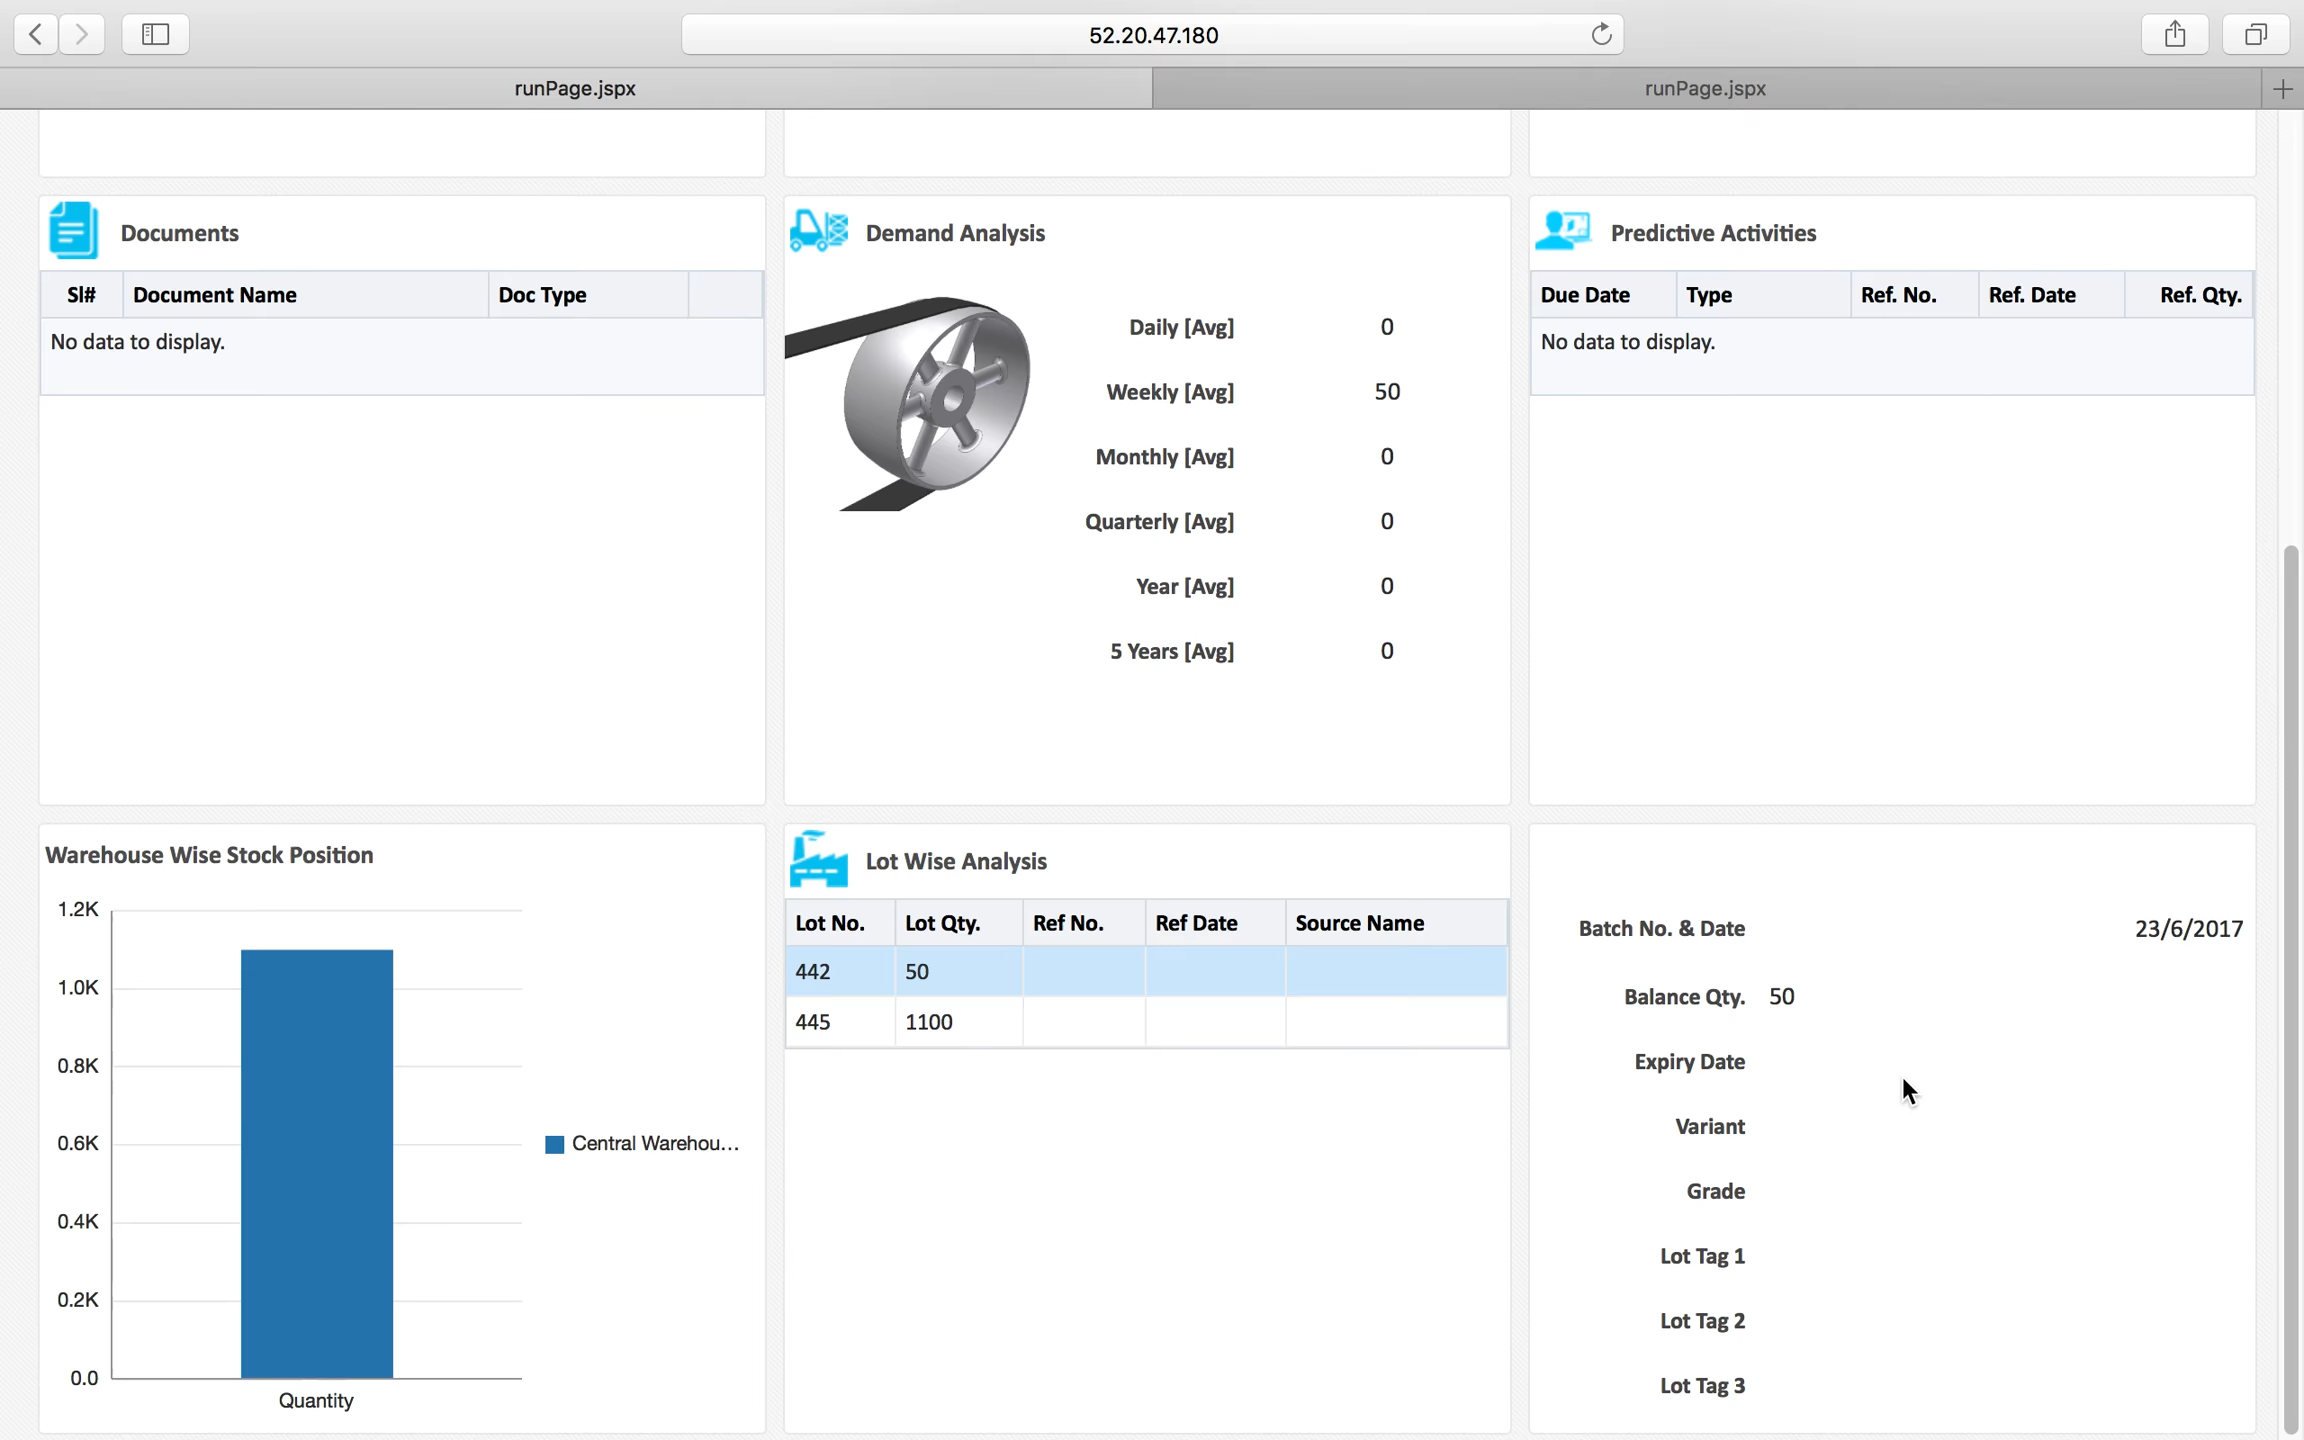 52.20.47.180
runPage.jspx
runPage.jspx
Documents
Sl# Document Name Doc Type
No data to display.
Demand Analysis
Daily [Avg] 0
Weekly [Avg] 50
Monthly [Avg] 0
Quarterly [Avg] 0
Year [Avg] 0
5 Years [Avg] 0
Predictive Activities
Due Date Type Ref. No. Ref. Date Ref. Qty.
No data to display.
Warehouse Wise Stock Position
1.2K
1.0K
0.8K
0.6K
0.4K
0.2K
0.0
Quantity
Central Warehou...
Lot Wise Analysis
Lot No. Lot Qty. Ref No. Ref Date Source Name
442 50
445 1100
Batch No. & Date 23/6/2017
Balance Qty. 50
Expiry Date
Variant
Grade
Lot Tag 1
Lot Tag 2
Lot Tag 3